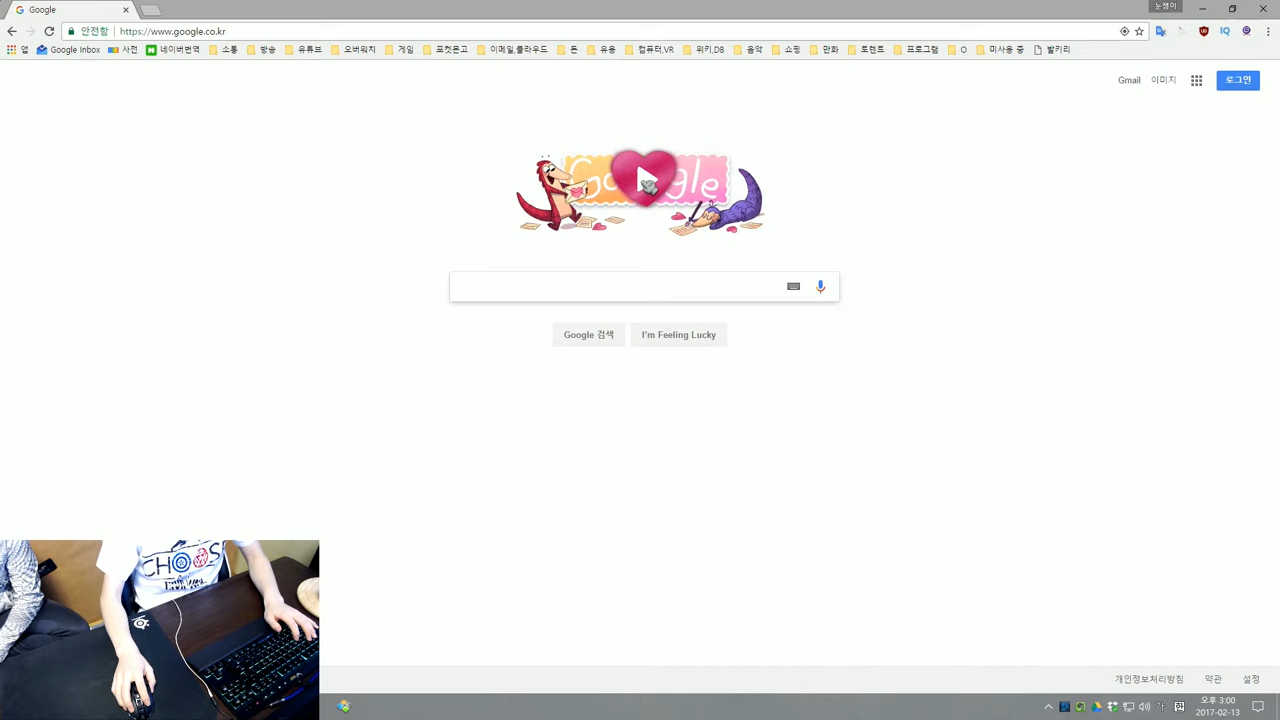 Google
눈쟁이
안전함 https://www.google.co.kr
앱 Google Inbox 사전 네이버번역 소통 방송 유튜브 오버워치 게임 포켓몬고 이메일,클라우드 돈 유용 컴퓨터,VR 위키,DB 음악 쇼핑 만화 토렌트 프로그램 O 미사용 중 발키리
Gmail 이미지 로그인
Google
Google 검색 I'm Feeling Lucky
CHOOS
개인정보처리방침 약관 설정
오후 3:00
2017-02-13